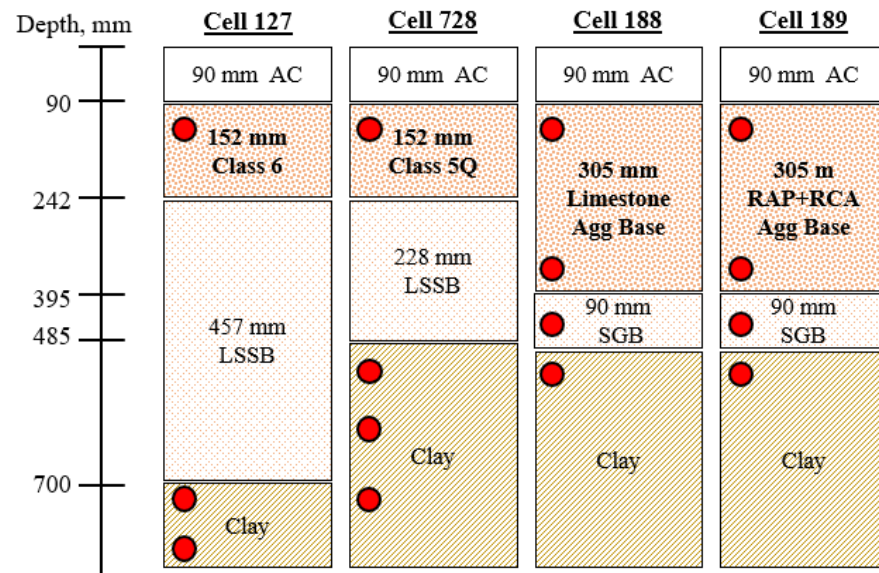 Depth, mm
Cell 127
Cell 728
Cell 188
Cell 189
90 mm AC
90 mm AC
90 mm AC
90 mm AC
90
152 mm
Class 6
152 mm
Class 5Q
305 mm
Limestone
Agg Base
305 m
RAP+RCA
Agg Base
242
228 mm
LSSB
395
457 mm
LSSB
90 mm
SGB
90 mm
SGB
485
Clay
Clay
Clay
700
Clay